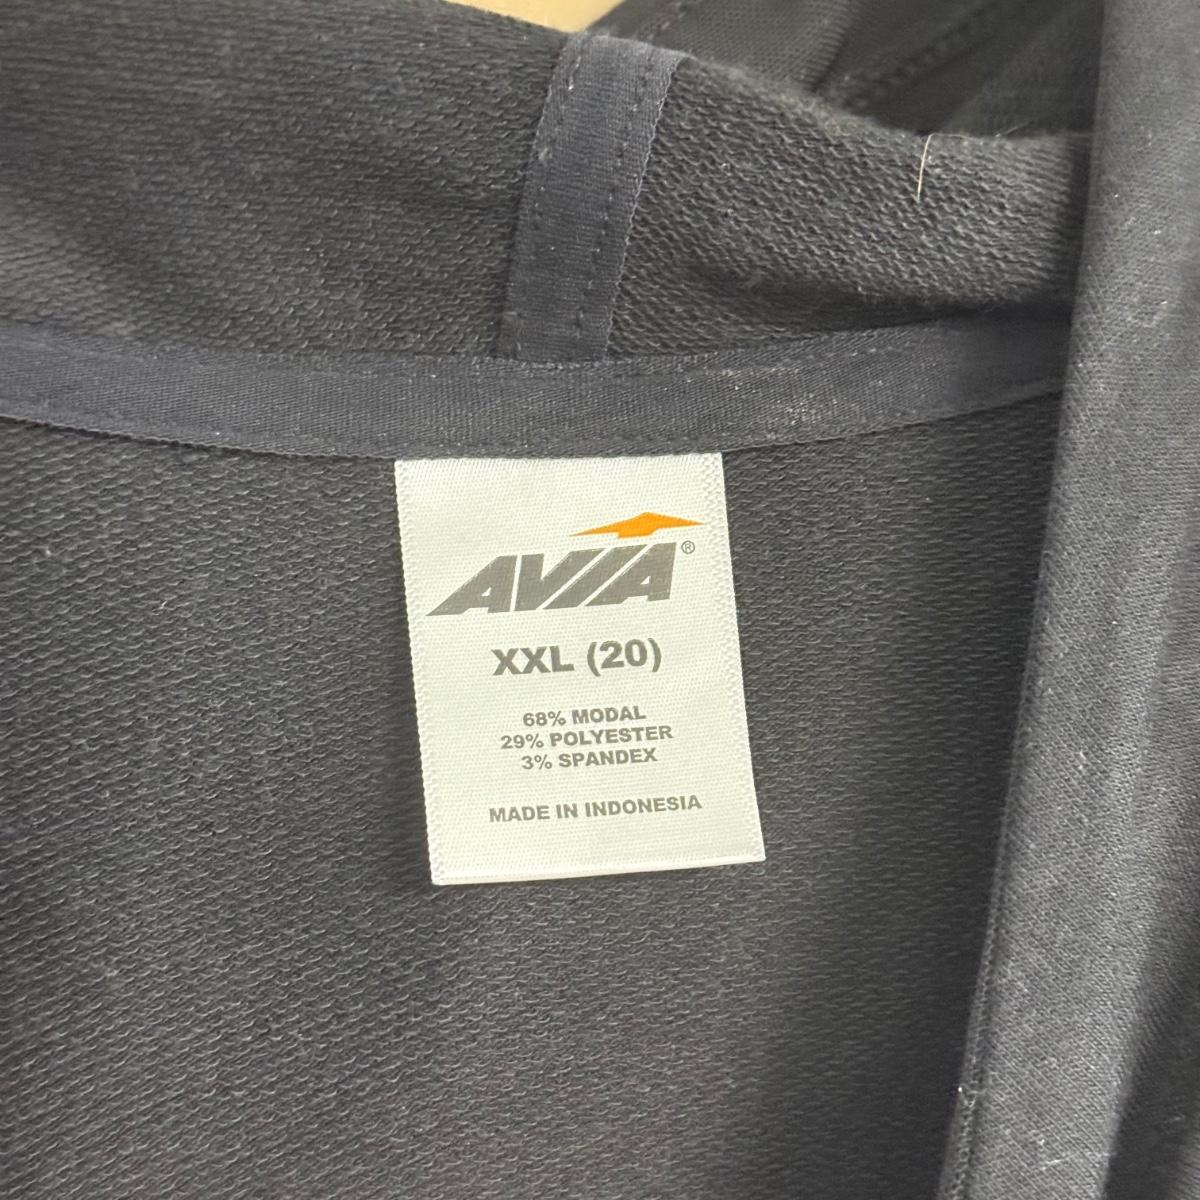 AVIA®
XXL (20)
68% MODAL
29% POLYESTER
3% SPANDEX
MADE IN INDONESIA